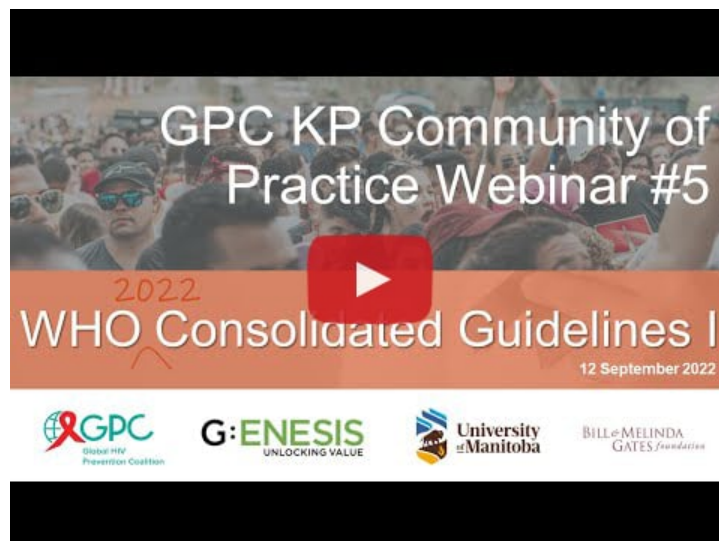 GPC KP Community of
Practice Webinar #5
2022
WHO Consolidated Guidelines I
12 September 2022
GPC
Global HIV
Prevention Coalition
G:ENESIS
UNLOCKING VALUE
University
of Manitoba
BILL & MELINDA
GATES foundation